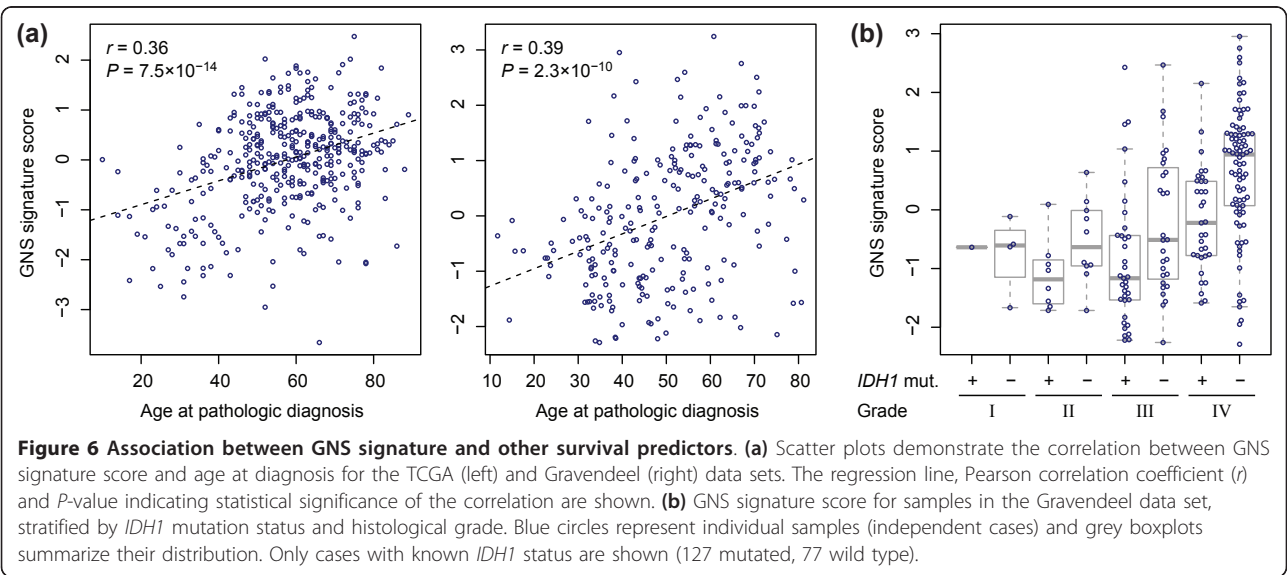 (a)
r = 0.36
P = 7.5×10⁻¹⁴
GNS signature score
2
1
0
−1
−2
−3
20 40 60 80
Age at pathologic diagnosis
r = 0.39
P = 2.3×10⁻¹⁰
3
2
1
0
−1
−2
10 20 30 40 50 60 70 80
Age at pathologic diagnosis
(b)
GNS signature score
3
2
1
0
−1
−2
IDH1 mut. + − + − + − + −
Grade I II III IV
Figure 6 Association between GNS signature and other survival predictors. (a) Scatter plots demonstrate the correlation between GNS
signature score and age at diagnosis for the TCGA (left) and Gravendeel (right) data sets. The regression line, Pearson correlation coefficient (r)
and P-value indicating statistical significance of the correlation are shown. (b) GNS signature score for samples in the Gravendeel data set,
stratified by IDH1 mutation status and histological grade. Blue circles represent individual samples (independent cases) and grey boxplots
summarize their distribution. Only cases with known IDH1 status are shown (127 mutated, 77 wild type).